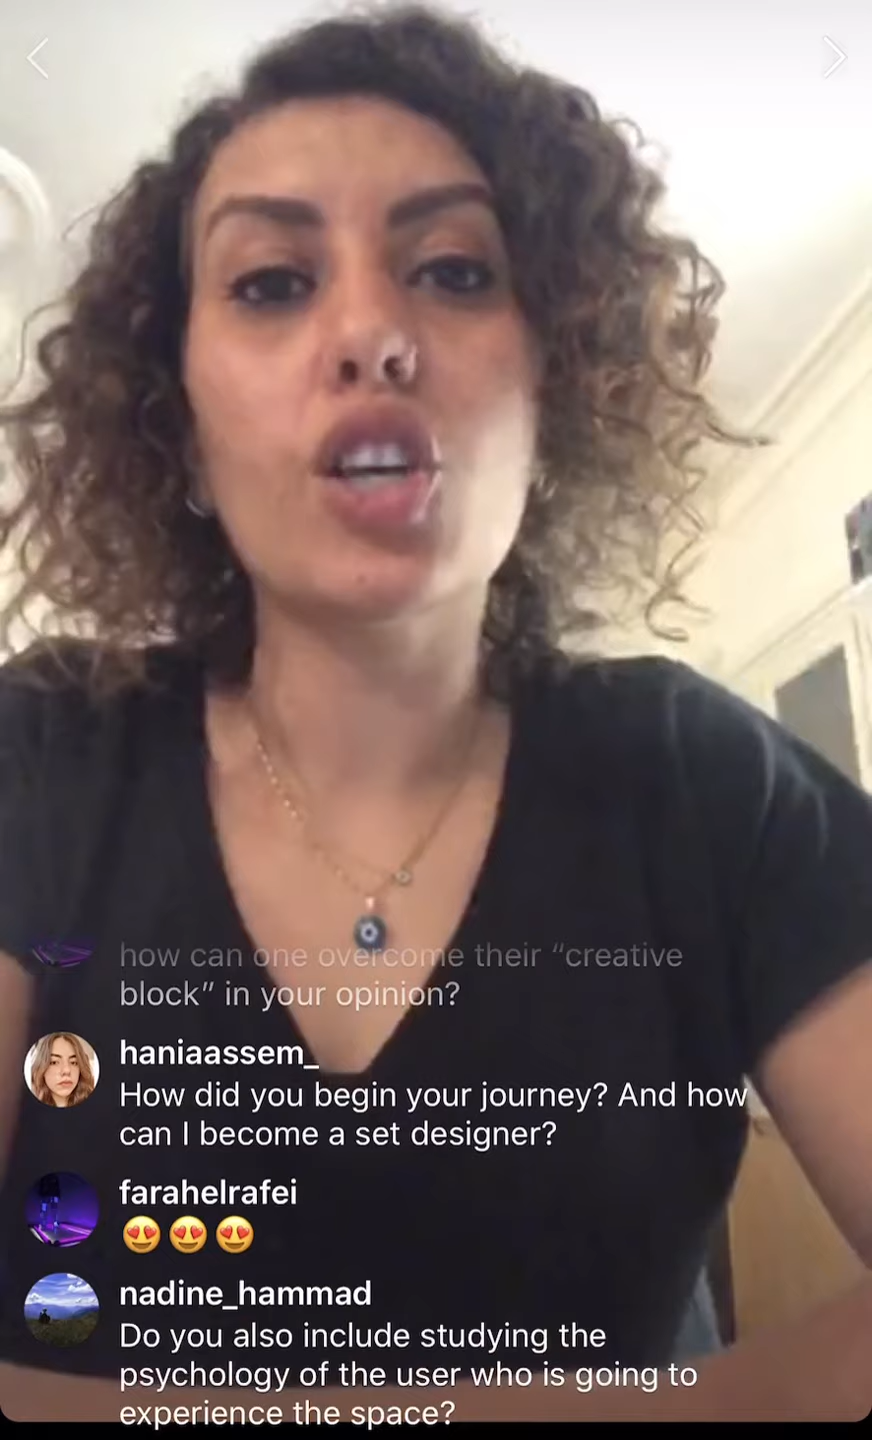 how can one overcome their “creative
block” in your opinion?
haniaassem_
How did you begin your journey? And how
can I become a set designer?
farahelrafei
😍😍😍
nadine_hammad
Do you also include studying the
psychology of the user who is going to
experience the space?